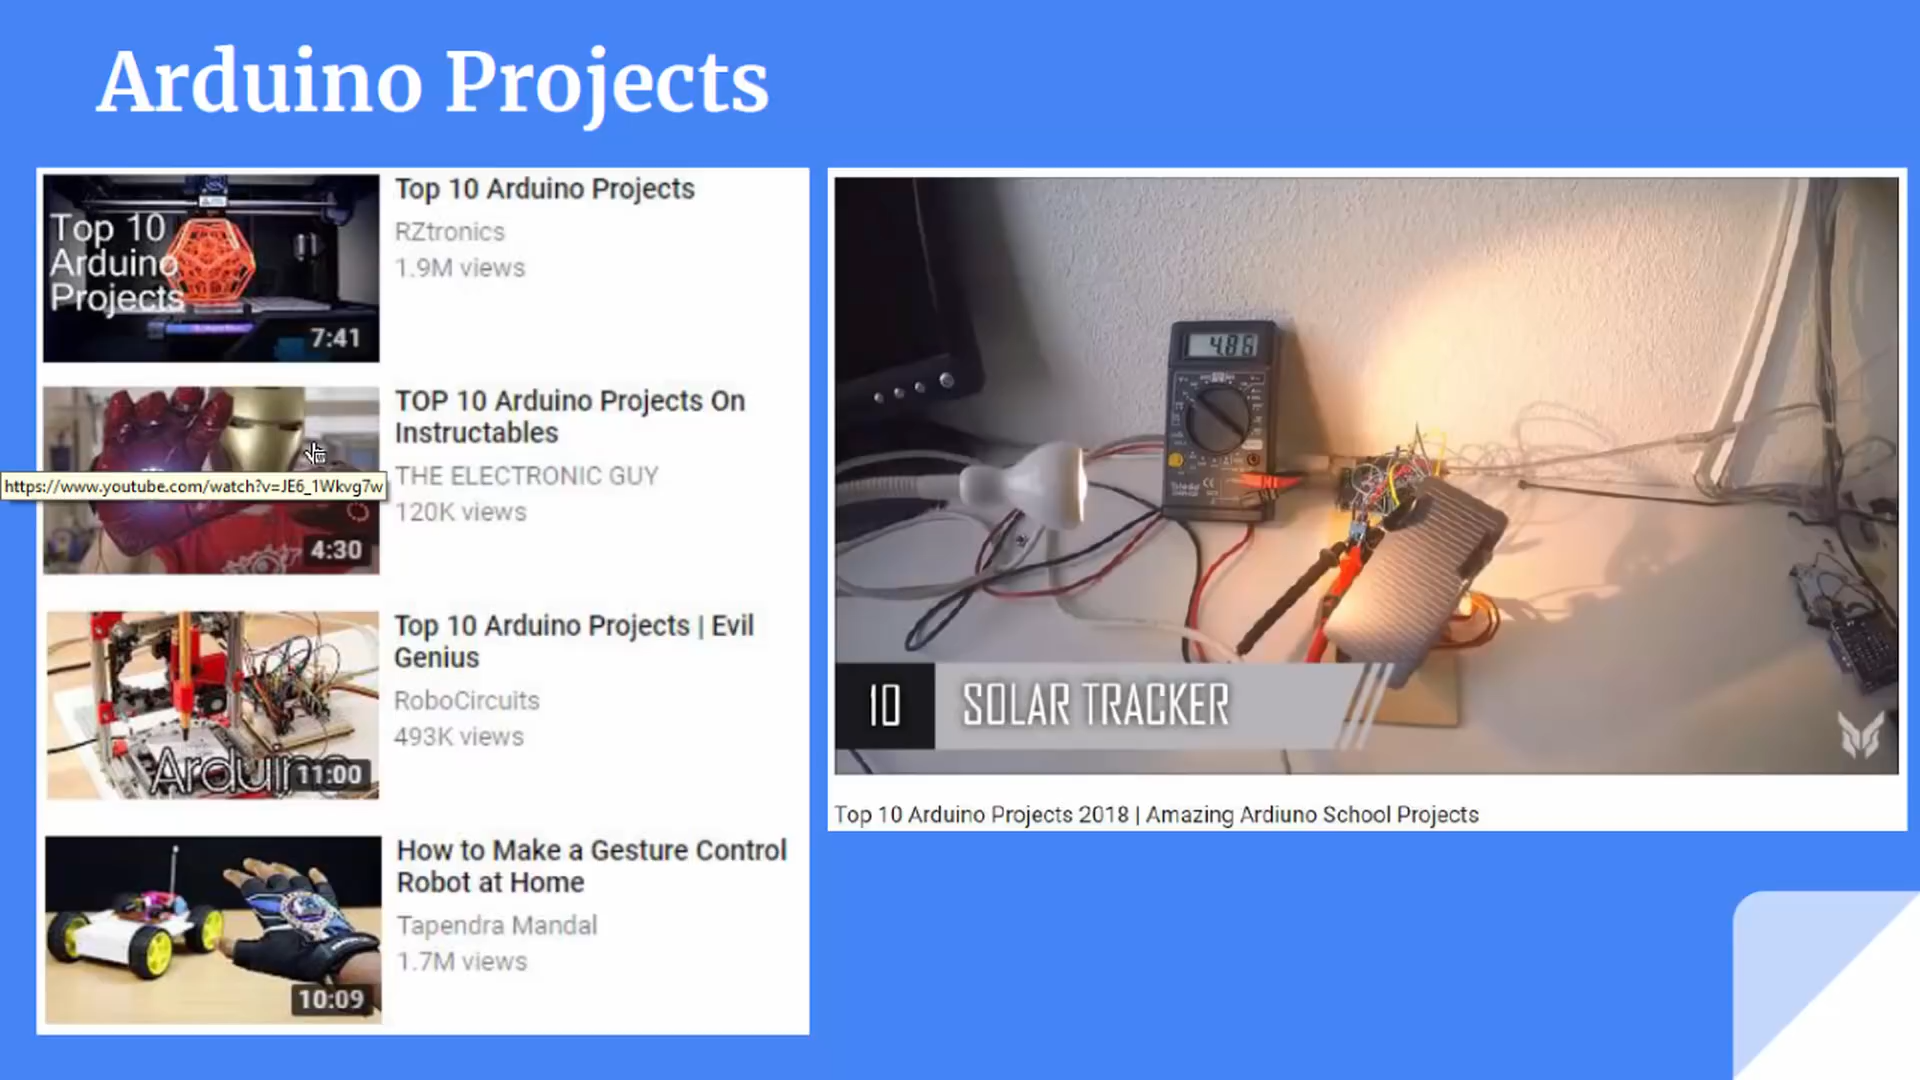 Arduino Projects
Top 10
Arduino
Projects
7:41
Top 10 Arduino Projects
RZtronics
1.9M views
TOP 10 Arduino Projects On
Instructables
THE ELECTRONIC GUY
120K views
https://www.youtube.com/watch?v=JE6_1Wkvg7w
4:30
Top 10 Arduino Projects | Evil
Genius
RoboCircuits
493K views
Arduino
11:00
How to Make a Gesture Control
Robot at Home
Tapendra Mandal
1.7M views
10:09
4.86
10 SOLAR TRACKER
Top 10 Arduino Projects 2018 | Amazing Ardiuno School Projects